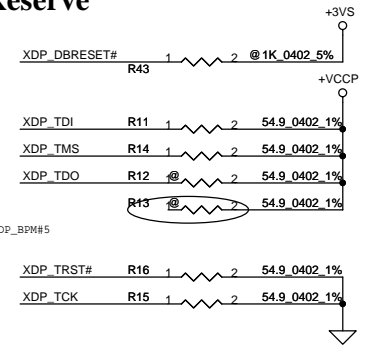 Reserve
+3VS
XDP_DBRESET# R43 1 2 @1K_0402_5%
+VCCP
XDP_TDI R11 1 2 54.9_0402_1%
XDP_TMS R14 1 2 54.9_0402_1%
XDP_TDO R12 1@ 2 54.9_0402_1%
R13 1@ 2 54.9_0402_1%
DP_BPM#5
XDP_TRST# R16 1 2 54.9_0402_1%
XDP_TCK R15 1 2 54.9_0402_1%